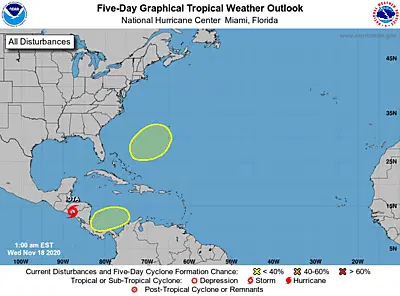 Five-Day Graphical Tropical Weather Outlook
National Hurricane Center Miami, Florida
All Disturbances
www.hurricanes.gov
45N
35N
25N
15N
5N
IOTA
1:00 am EST
Wed Nov 18 2020
100W 90W 80W 70W 60W 50W 40W 30W 20W
Current Disturbances and Five-Day Cyclone Formation Chance: < 40% 40-60% > 60%
Tropical or Sub-Tropical Cyclone: Depression Storm Hurricane
Post-Tropical Cyclone or Remnants